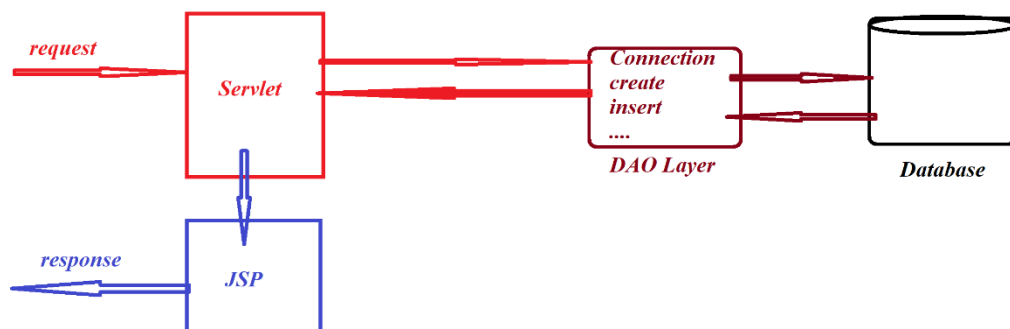 request
Servlet
Connection
create
insert
....
DAO Layer
Database
response
JSP